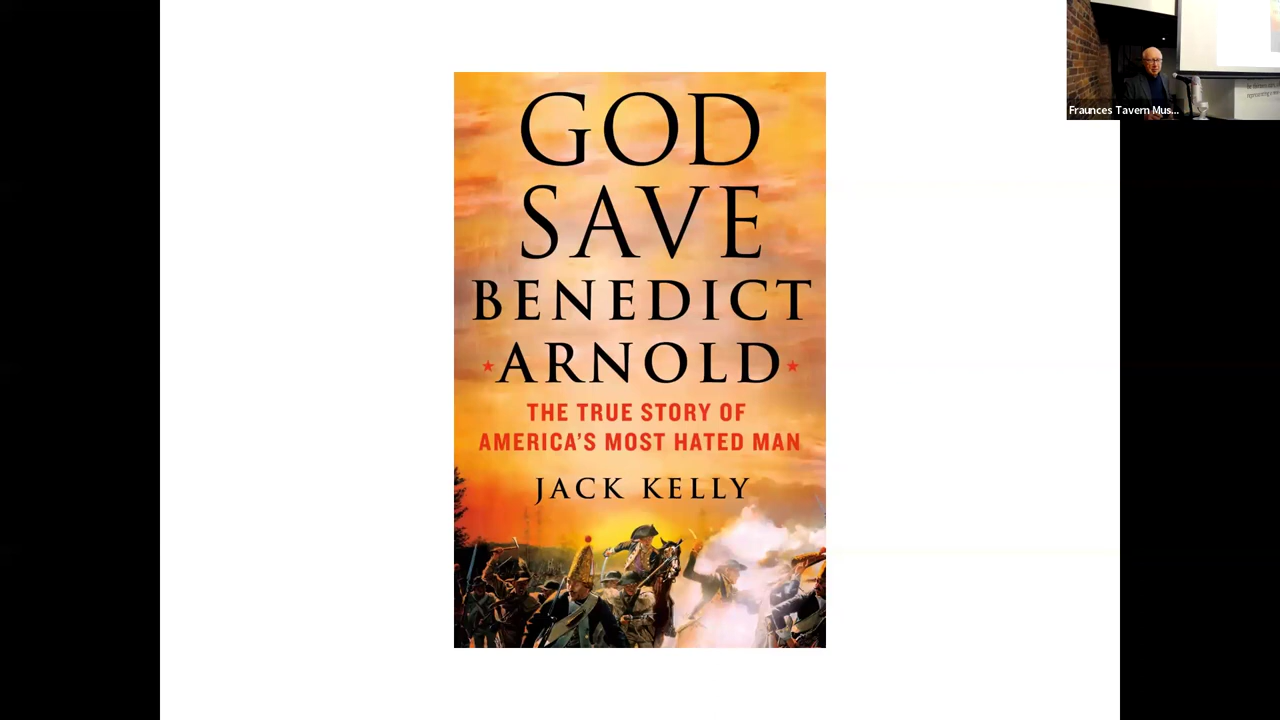 GOD
SAVE
BENEDICT
ARNOLD
THE TRUE STORY OF
AMERICA'S MOST HATED MAN
JACK KELLY
Fraunces Tavern Mus...